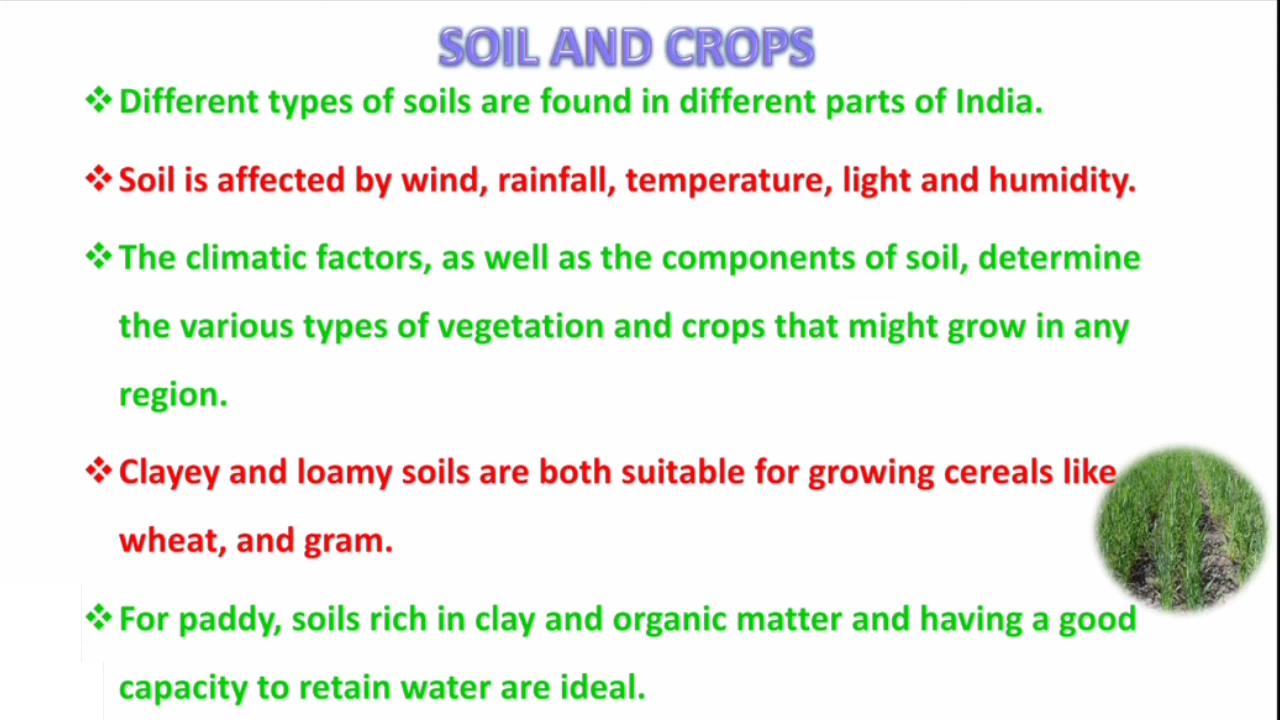 SOIL AND CROPS
❖ Different types of soils are found in different parts of India.
❖ Soil is affected by wind, rainfall, temperature, light and humidity.
❖ The climatic factors, as well as the components of soil, determine
the various types of vegetation and crops that might grow in any
region.
❖ Clayey and loamy soils are both suitable for growing cereals like
wheat, and gram.
❖ For paddy, soils rich in clay and organic matter and having a good
capacity to retain water are ideal.